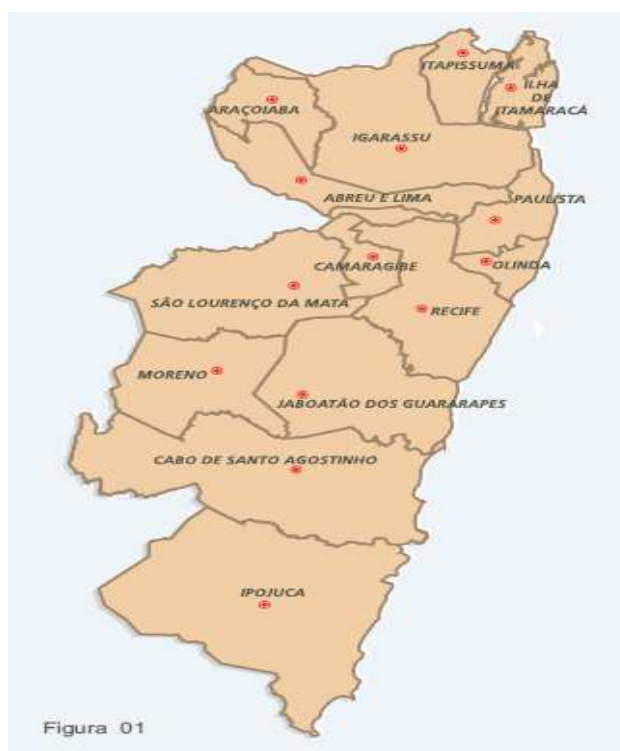 ITAPISSUMA
ILHA
DE
ITAMARACÁ
ARAÇOIABA
IGARASSU
ABREU E LIMA
PAULISTA
CAMARAGIBE
OLINDA
SÃO LOURENÇO DA MATA
RECIFE
MORENO
JABOATÃO DOS GUARARAPES
CABO DE SANTO AGOSTINHO
IPOJUCA
Figura 01